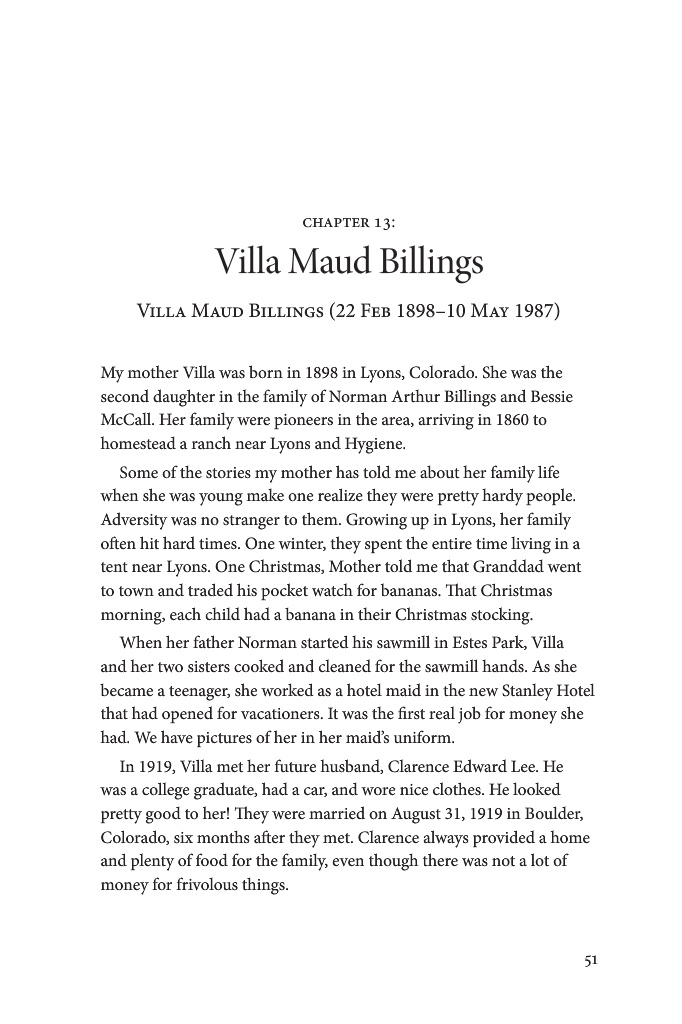 CHAPTER 13:
Villa Maud Billings
Villa Maud Billings (22 Feb 1898–10 May 1987)
My mother Villa was born in 1898 in Lyons, Colorado. She was the
second daughter in the family of Norman Arthur Billings and Bessie
McCall. Her family were pioneers in the area, arriving in 1860 to
homestead a ranch near Lyons and Hygiene.
Some of the stories my mother has told me about her family life
when she was young make one realize they were pretty hardy people.
Adversity was no stranger to them. Growing up in Lyons, her family
often hit hard times. One winter, they spent the entire time living in a
tent near Lyons. One Christmas, Mother told me that Granddad went
to town and traded his pocket watch for bananas. That Christmas
morning, each child had a banana in their Christmas stocking.
When her father Norman started his sawmill in Estes Park, Villa
and her two sisters cooked and cleaned for the sawmill hands. As she
became a teenager, she worked as a hotel maid in the new Stanley Hotel
that had opened for vacationers. It was the first real job for money she
had. We have pictures of her in her maid's uniform.
In 1919, Villa met her future husband, Clarence Edward Lee. He
was a college graduate, had a car, and wore nice clothes. He looked
pretty good to her! They were married on August 31, 1919 in Boulder,
Colorado, six months after they met. Clarence always provided a home
and plenty of food for the family, even though there was not a lot of
money for frivolous things.
51